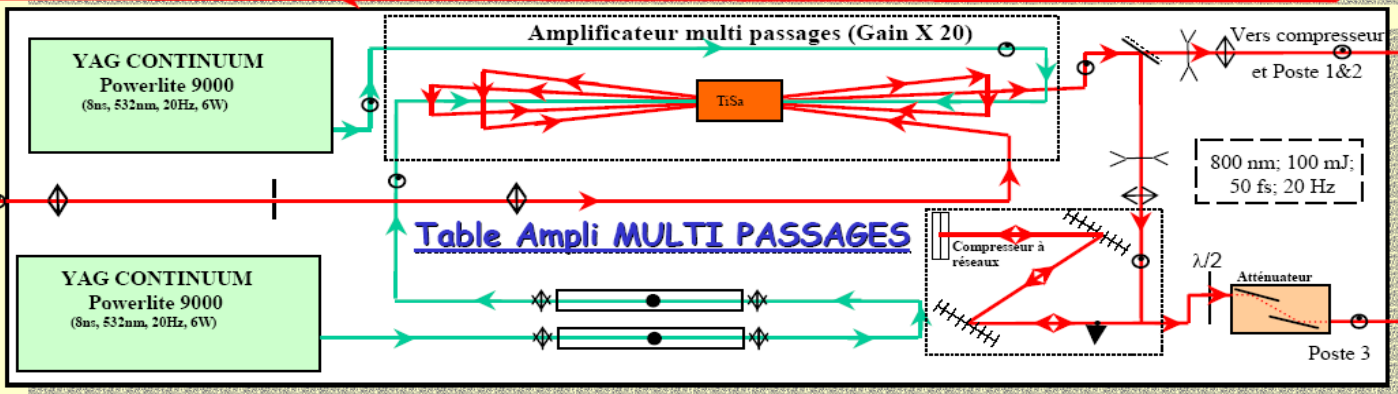 YAG CONTINUUM
Powerlite 9000
(8ns, 532nm, 20Hz, 6W)
Amplificateur multi passages (Gain X 20)
TiSa
Vers compresseur
et Poste 1&2
800 nm; 100 mJ;
50 fs; 20 Hz
Table Ampli MULTI PASSAGES
YAG CONTINUUM
Powerlite 9000
(8ns, 532nm, 20Hz, 6W)
Compresseur à
réseaux
λ/2
Atténuateur
Poste 3